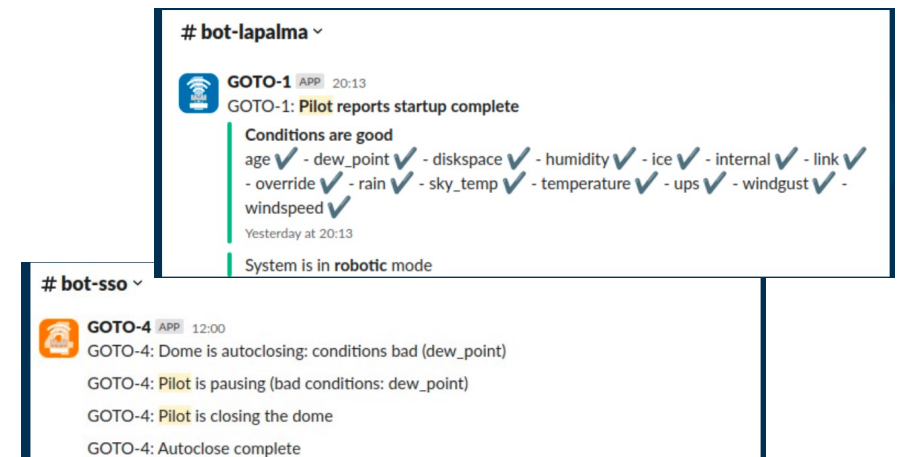 # bot-lapalma
GOTO-1 APP 20:13
GOTO-1: Pilot reports startup complete
Conditions are good
age ✔ - dew_point ✔ - diskspace ✔ - humidity ✔ - ice ✔ - internal ✔ - link ✔
- override ✔ - rain ✔ - sky_temp ✔ - temperature ✔ - ups ✔ - windgust ✔ -
windspeed ✔
Yesterday at 20:13
System is in robotic mode
# bot-sso
GOTO-4 APP 12:00
GOTO-4: Dome is autoclosing: conditions bad (dew_point)
GOTO-4: Pilot is pausing (bad conditions: dew_point)
GOTO-4: Pilot is closing the dome
GOTO-4: Autoclose complete